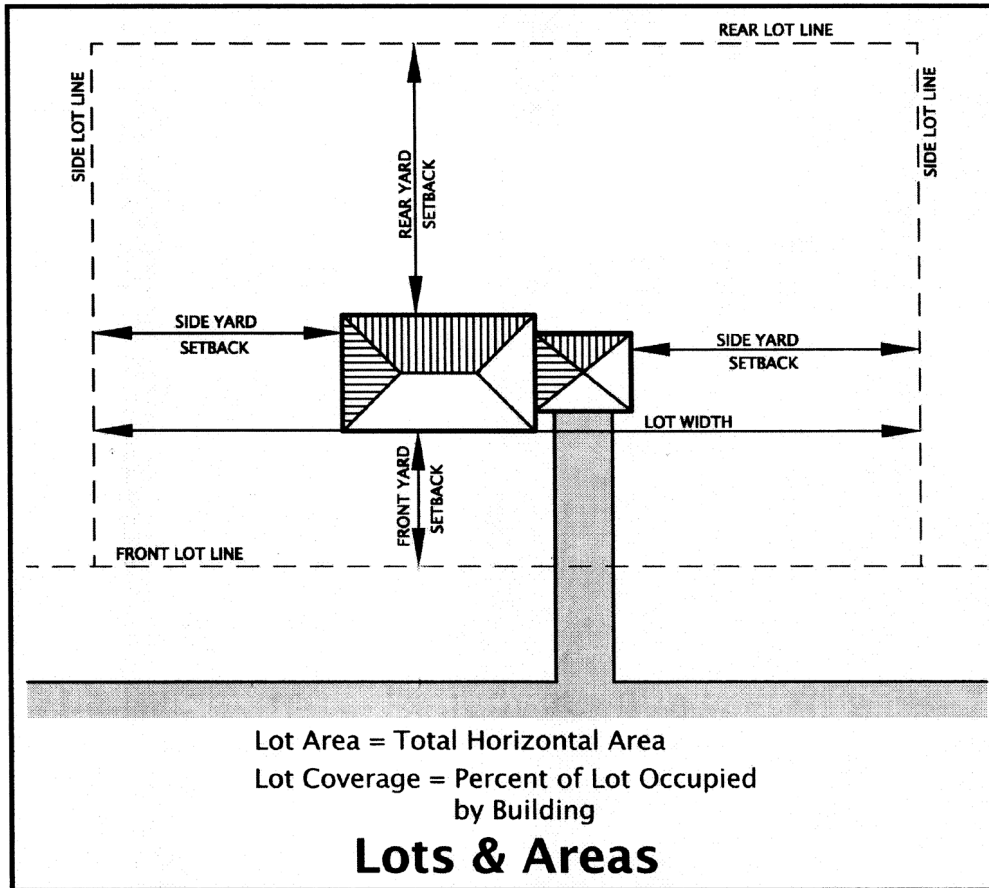 REAR LOT LINE
SIDE LOT LINE
SIDE LOT LINE
REAR YARD
SETBACK
SIDE YARD
SETBACK
SIDE YARD
SETBACK
LOT WIDTH
FRONT YARD
SETBACK
FRONT LOT LINE
Lot Area = Total Horizontal Area
Lot Coverage = Percent of Lot Occupied
by Building
Lots & Areas